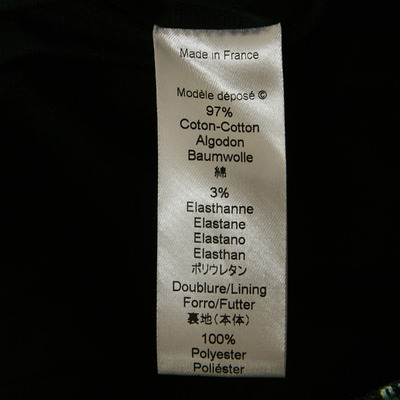 Made in France
Modèle déposé ©
97%
Coton-Cotton
Algodon
Baumwolle
綿
3%
Elasthanne
Elastane
Elastano
Elasthan
ポリウレタン
Doublure/Lining
Forro/Futter
裏地(本体)
100%
Polyester
Poliéster